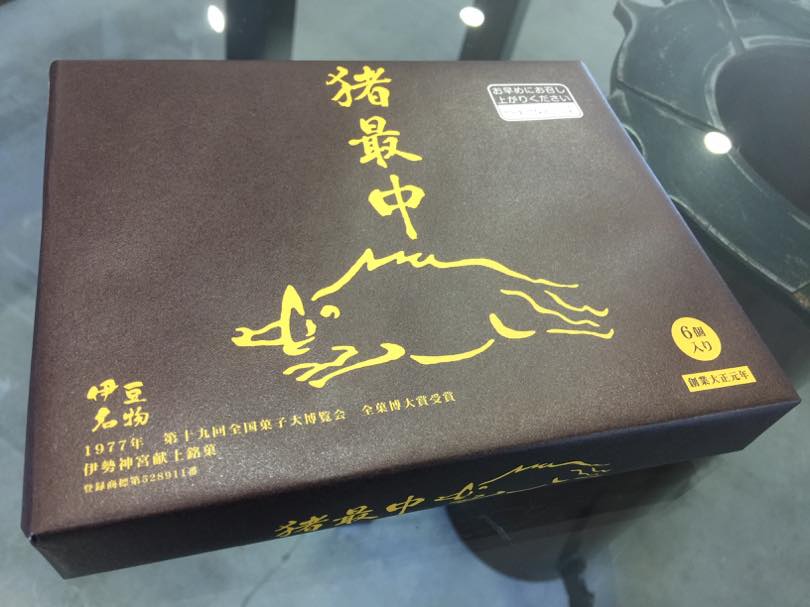 猪最中
お早めにお召し
上がりください
6個
入り
創業大正元年
伊豆
名物
1977年　第十九回全国菓子大博覧会　全菓博大賞受賞
伊勢神宮献上銘菓
登録商標第528911番
猪最中